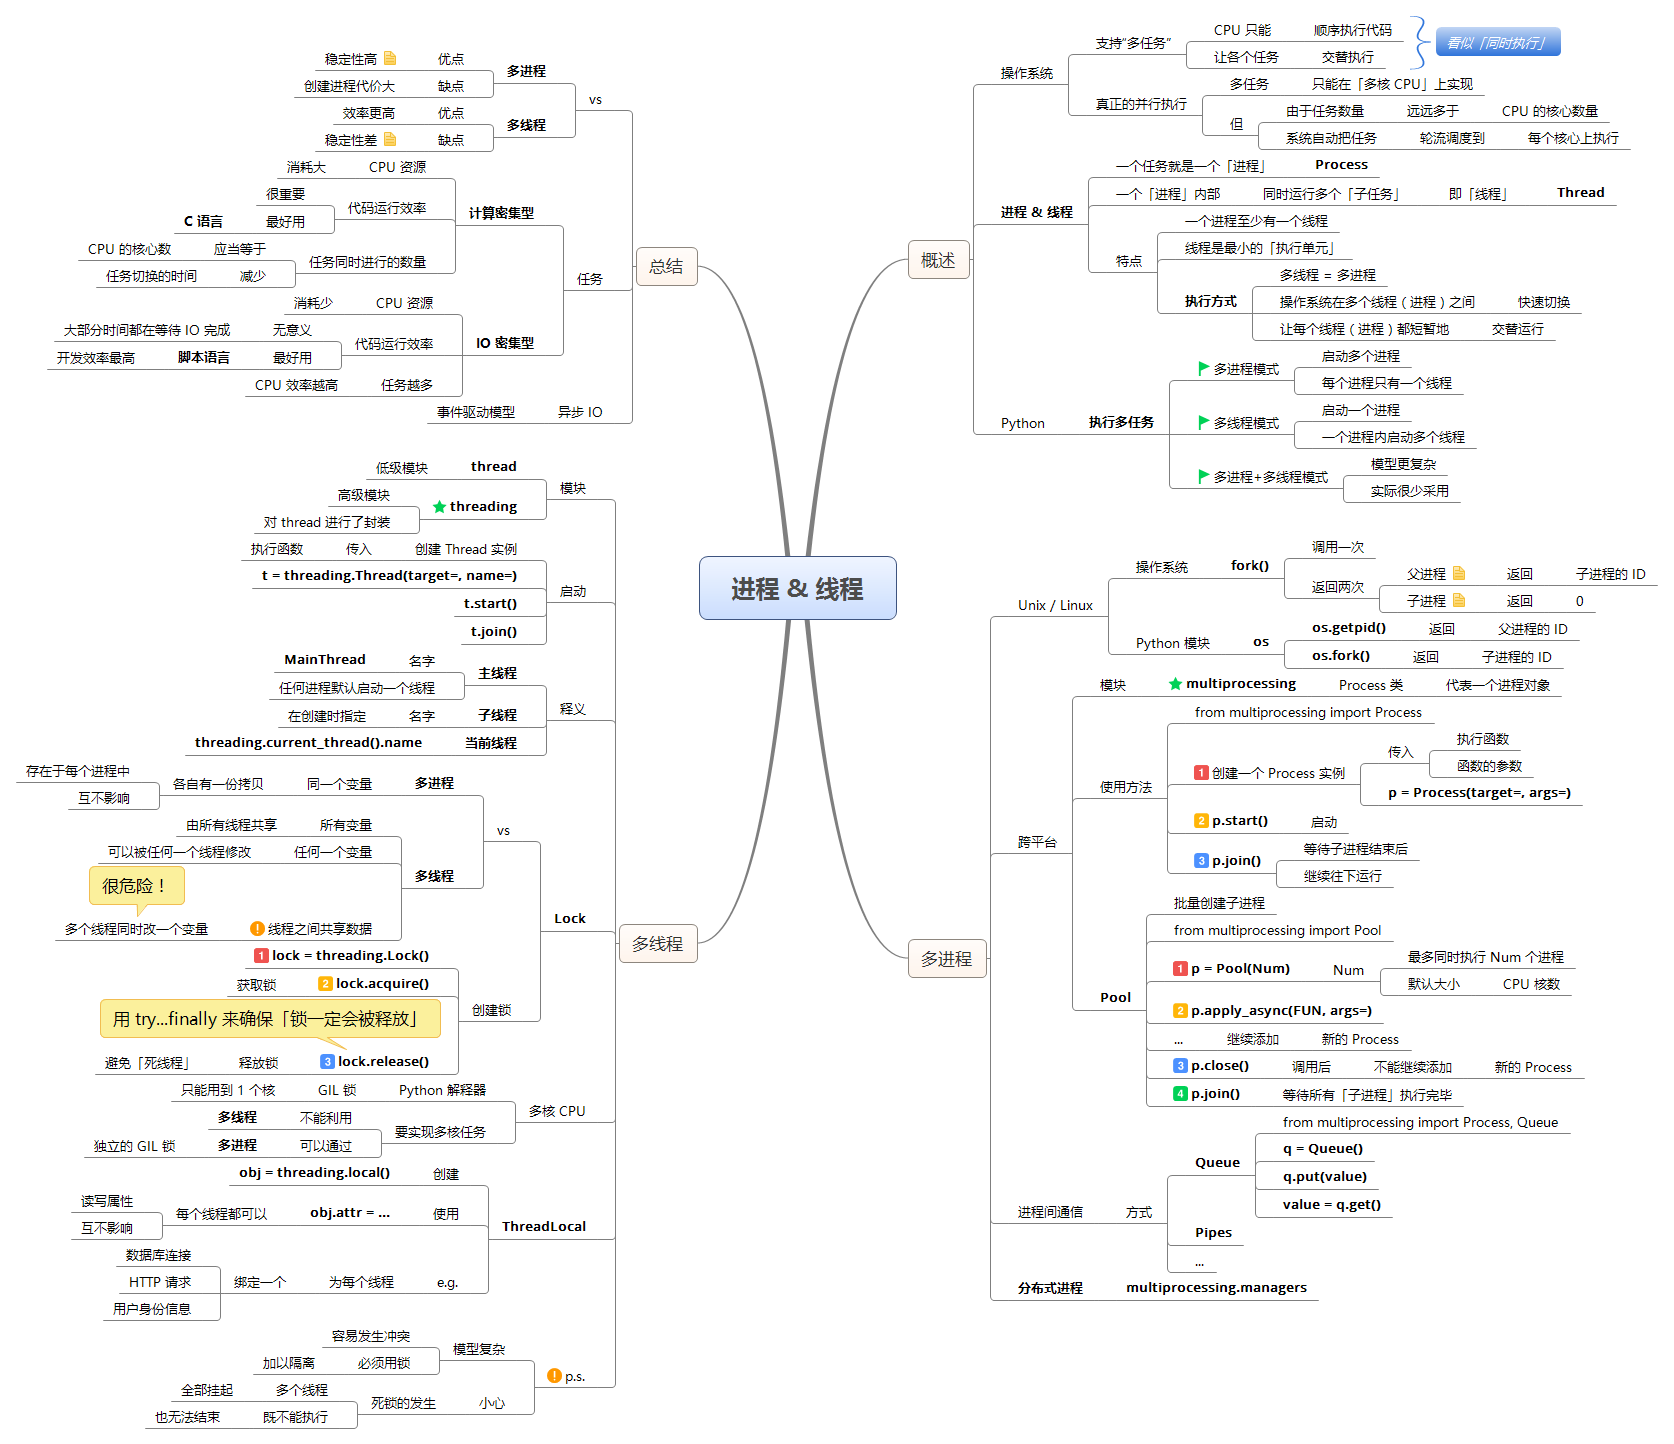 进程 & 线程
概述
操作系统
支持“多任务”
CPU 只能 顺序执行代码
让各个任务 交替执行
看似「同时执行」
真正的并行执行
多任务 只能在「多核 CPU」上实现
但
由于任务数量 远远多于 CPU 的核心数量
系统自动把任务 轮流调度到 每个核心上执行
进程 & 线程
一个任务就是一个「进程」 Process
一个「进程」内部 同时运行多个「子任务」 即「线程」 Thread
特点
一个进程至少有一个线程
线程是最小的「执行单元」
执行方式
多线程 = 多进程
操作系统在多个线程（进程）之间 快速切换
让每个线程（进程）都短暂地 交替运行
Python 执行多任务
多进程模式
启动多个进程
每个进程只有一个线程
多线程模式
启动一个进程
一个进程内启动多个线程
多进程+多线程模式
模型更复杂
实际很少采用
多进程
Unix / Linux
操作系统 fork()
调用一次
返回两次
父进程 返回 子进程的 ID
子进程 返回 0
Python 模块 os
os.getpid() 返回 父进程的 ID
os.fork() 返回 子进程的 ID
跨平台
模块 multiprocessing Process 类 代表一个进程对象
使用方法
from multiprocessing import Process
1 创建一个 Process 实例
传入
执行函数
函数的参数
p = Process(target=, args=)
2 p.start() 启动
3 p.join()
等待子进程结束后
继续往下运行
Pool
批量创建子进程
from multiprocessing import Pool
1 p = Pool(Num) Num
最多同时执行 Num 个进程
默认大小 CPU 核数
2 p.apply_async(FUN, args=)
... 继续添加 新的 Process
3 p.close() 调用后 不能继续添加 新的 Process
4 p.join() 等待所有「子进程」执行完毕
进程间通信 方式
Queue
from multiprocessing import Process, Queue
q = Queue()
q.put(value)
value = q.get()
Pipes
...
分布式进程 multiprocessing.managers
总结
vs
多进程
稳定性高 优点
创建进程代价大 缺点
多线程
效率更高 优点
稳定性差 缺点
任务
计算密集型
消耗大 CPU 资源
代码运行效率
很重要
C 语言 最好用
任务同时进行的数量
CPU 的核心数 应当等于
任务切换的时间 减少
IO 密集型
消耗少 CPU 资源
代码运行效率
大部分时间都在等待 IO 完成 无意义
开发效率最高 脚本语言 最好用
CPU 效率越高 任务越多
事件驱动模型 异步 IO
多线程
模块
低级模块 thread
threading
高级模块
对 thread 进行了封装
启动
执行函数 传入 创建 Thread 实例
t = threading.Thread(target=, name=)
t.start()
t.join()
释义
主线程
MainThread 名字
任何进程默认启动一个线程
在创建时指定 名字 子线程
threading.current_thread().name 当前线程
Lock
vs
多进程
同一个变量 各自有一份拷贝
存在于每个进程中
互不影响
多线程
由所有线程共享 所有变量
可以被任何一个线程修改 任何一个变量
很危险！
多个线程同时改一个变量 线程之间共享数据
创建锁
1 lock = threading.Lock()
获取锁 2 lock.acquire()
用 try...finally 来确保「锁一定会被释放」
避免「死线程」 释放锁 3 lock.release()
多核 CPU
只能用到 1 个核 GIL 锁 Python 解释器
要实现多核任务
多线程 不能利用
独立的 GIL 锁 多进程 可以通过
ThreadLocal
obj = threading.local() 创建
每个线程都可以 obj.attr = ... 使用
读写属性
互不影响
绑定一个 为每个线程 e.g.
数据库连接
HTTP 请求
用户身份信息
p.s.
模型复杂
容易发生冲突
加以隔离 必须用锁
死锁的发生 小心
全部挂起 多个线程
也无法结束 既不能执行